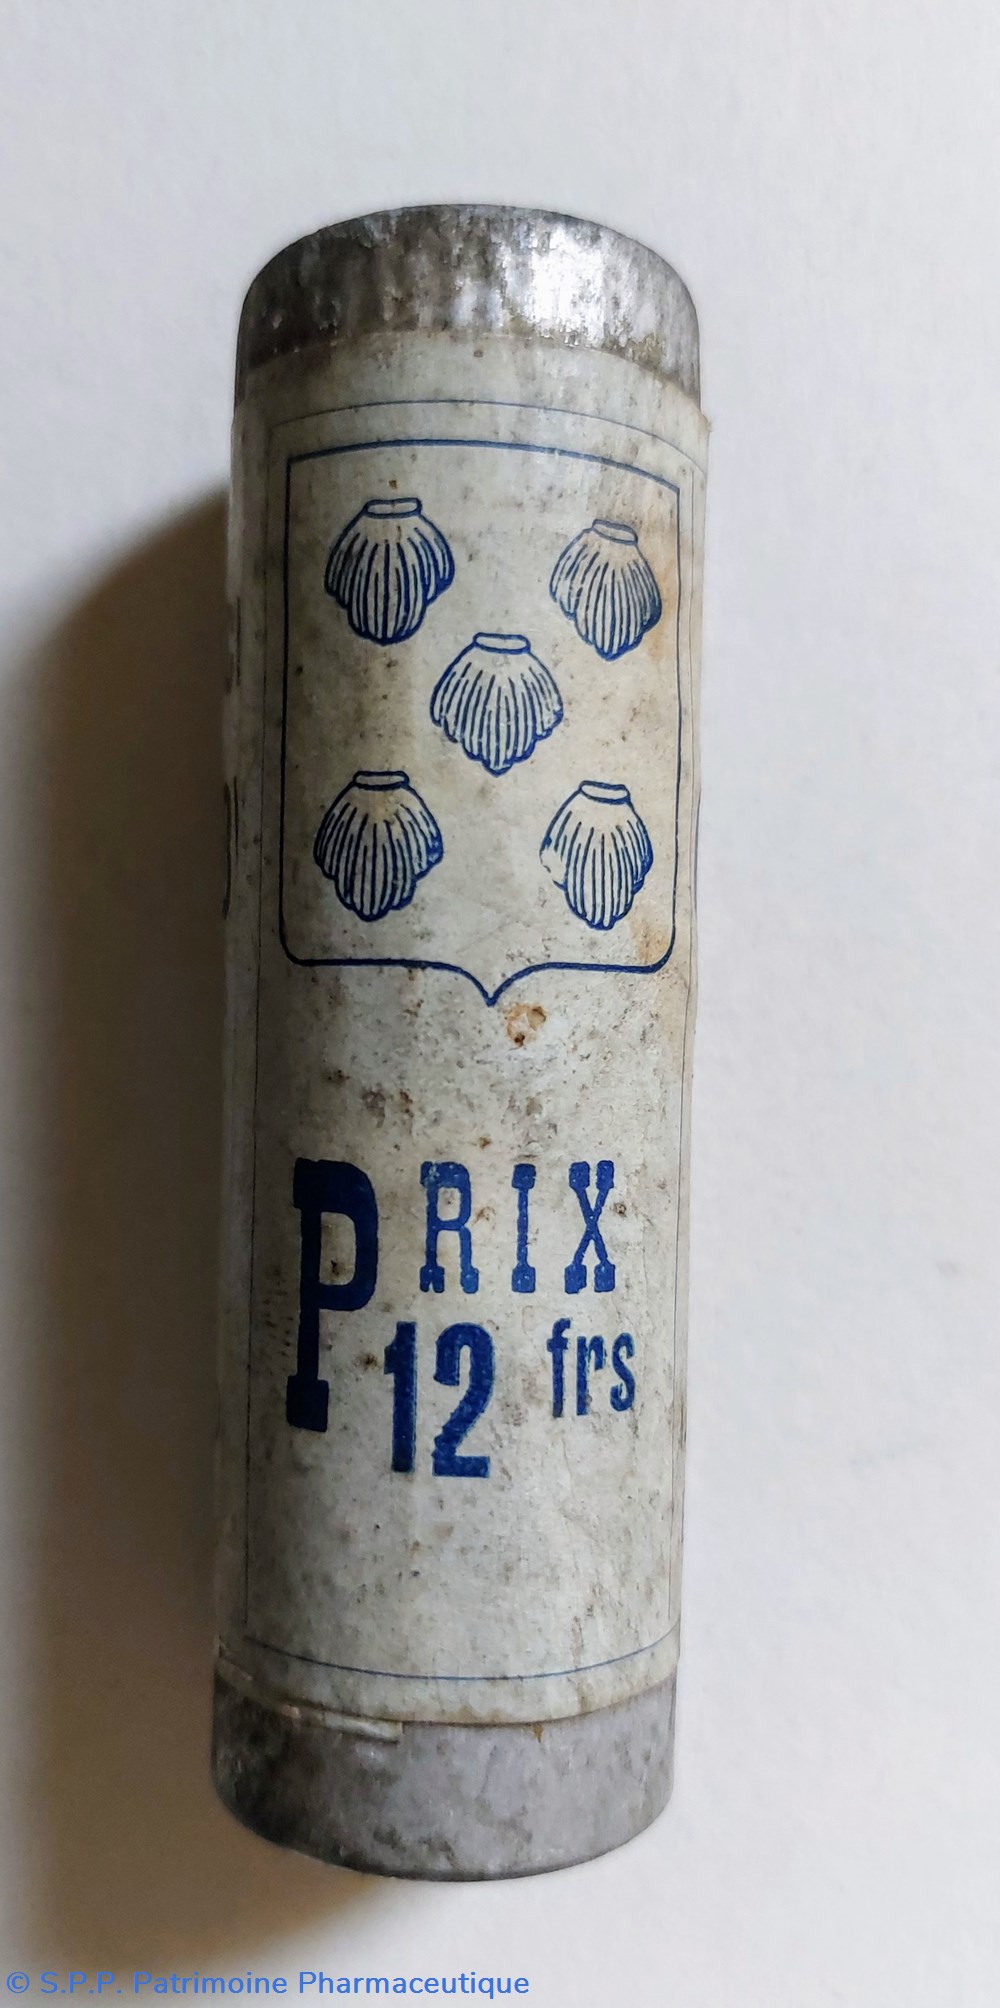 PRIX
12 frs
© S.P.P. Patrimoine Pharmaceutique